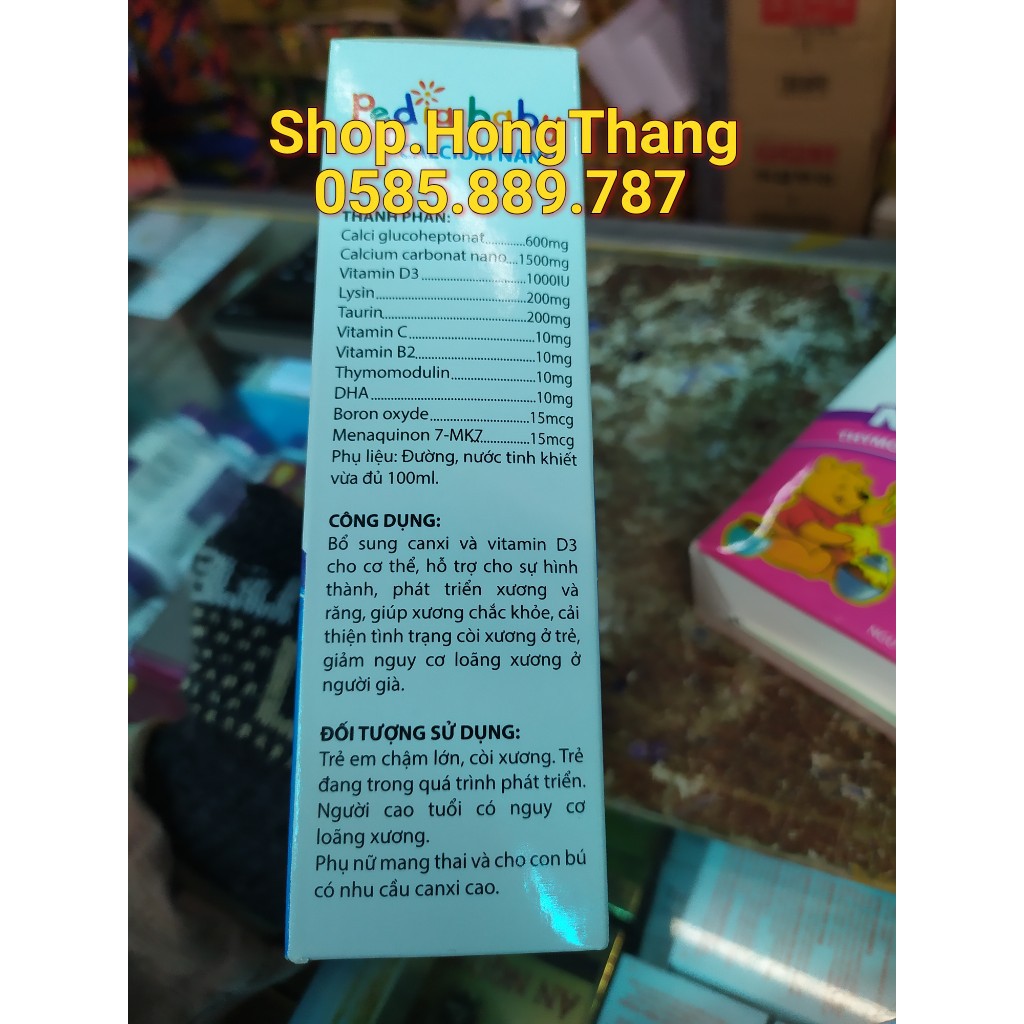 Pediababy
Shop.HongThang
CALCIUM NAN
0585.889.787
THÀNH PHẦN:
Calci glucoheptonat............600mg
Calcium carbonat nano...1500mg
Vitamin D3..........................1000IU
Lysin.....................................200mg
Taurin...................................200mg
Vitamin C..............................10mg
Vitamin B2.............................10mg
Thymomodulin.....................10mg
DHA........................................10mg
Boron oxyde........................15mcg
Menaquinon 7-MK7..............15mcg
Phụ liệu: Đường, nước tinh khiết
vừa đủ 100ml.
CÔNG DỤNG:
Bổ sung canxi và vitamin D3
cho cơ thể, hỗ trợ cho sự hình
thành, phát triển xương và
răng, giúp xương chắc khỏe, cải
thiện tình trạng còi xương ở trẻ,
giảm nguy cơ loãng xương ở
người già.
ĐỐI TƯỢNG SỬ DỤNG:
Trẻ em chậm lớn, còi xương. Trẻ
đang trong quá trình phát triển.
Người cao tuổi có nguy cơ
loãng xương.
Phụ nữ mang thai và cho con bú
có nhu cầu canxi cao.
THYMO